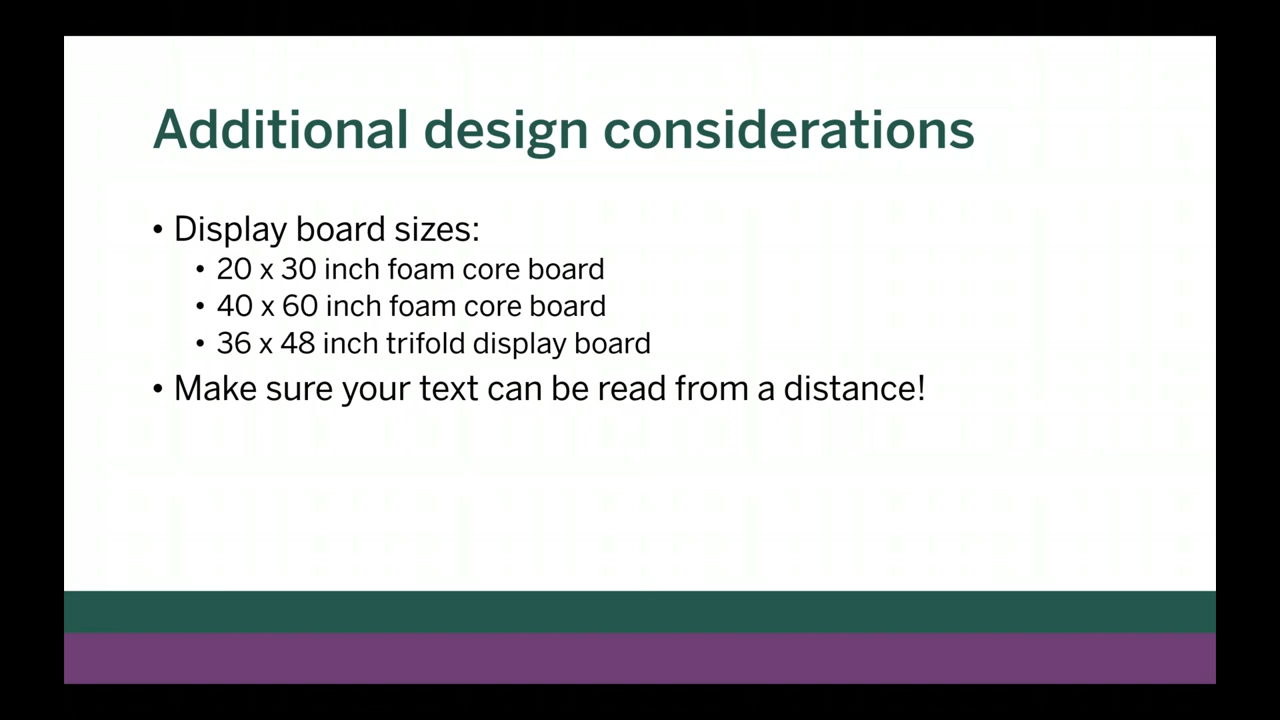 Additional design considerations
• Display board sizes:
• 20 x 30 inch foam core board
• 40 x 60 inch foam core board
• 36 x 48 inch trifold display board
• Make sure your text can be read from a distance!